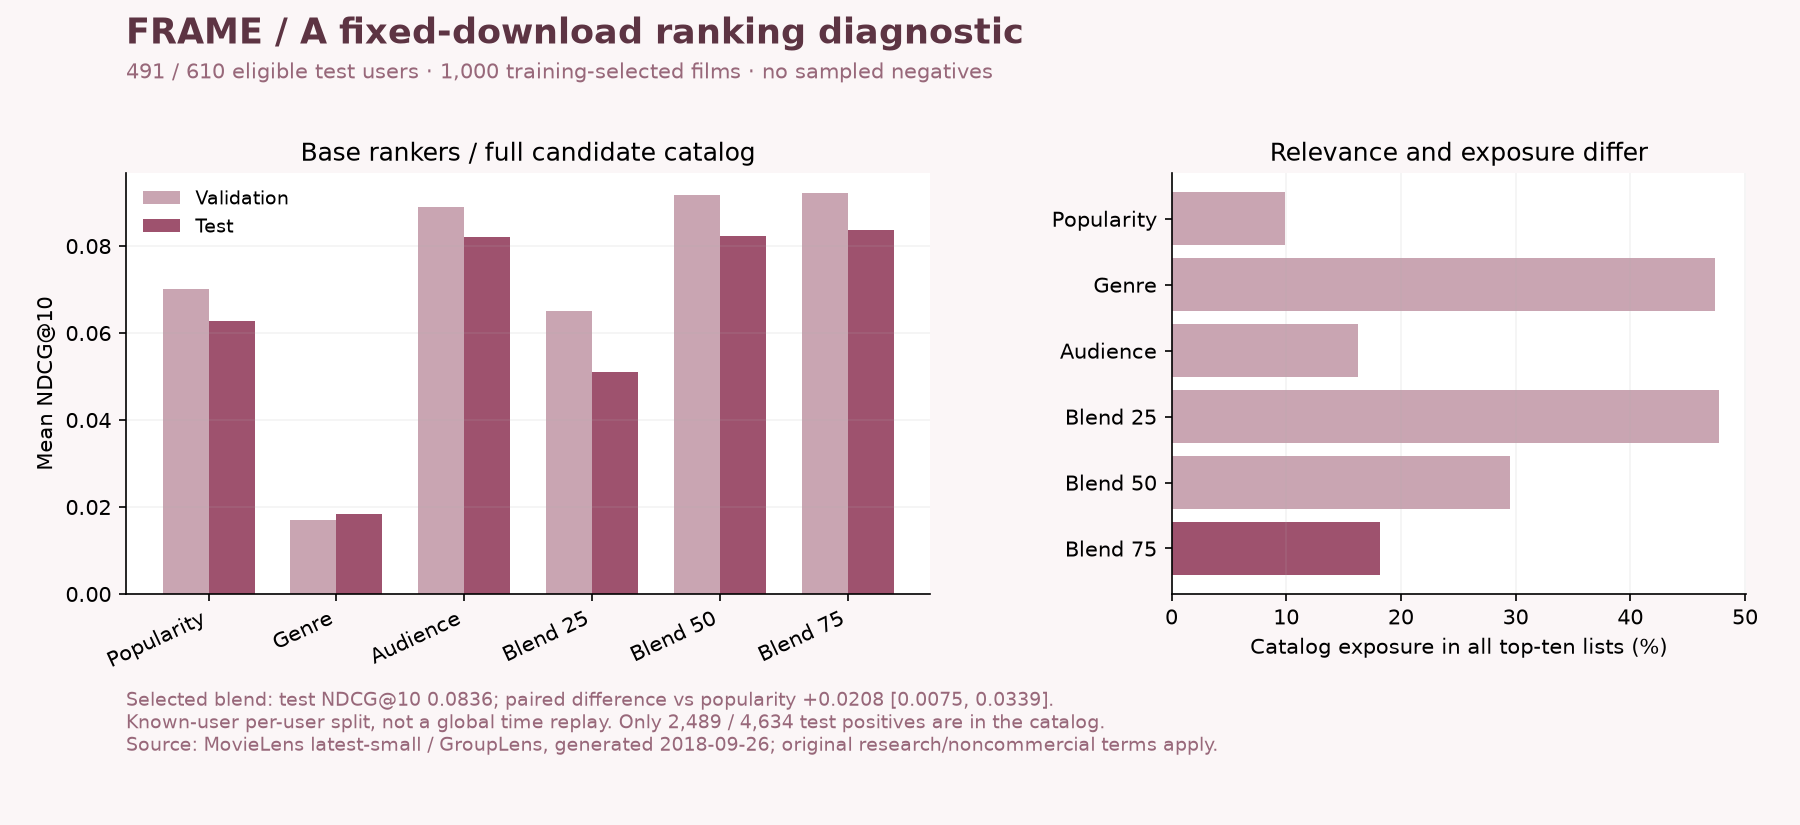 FRAME / A fixed-download ranking diagnostic
491 / 610 eligible test users · 1,000 training-selected films · no sampled negatives
Base rankers / full candidate catalog
Validation
Test
Mean NDCG@10
0.08
0.06
0.04
0.02
0.00
Popularity
Genre
Audience
Blend 25
Blend 50
Blend 75
Relevance and exposure differ
Popularity
Genre
Audience
Blend 25
Blend 50
Blend 75
0
10
20
30
40
50
Catalog exposure in all top-ten lists (%)
Selected blend: test NDCG@10 0.0836; paired difference vs popularity +0.0208 [0.0075, 0.0339].
Known-user per-user split, not a global time replay. Only 2,489 / 4,634 test positives are in the catalog.
Source: MovieLens latest-small / GroupLens, generated 2018-09-26; original research/noncommercial terms apply.